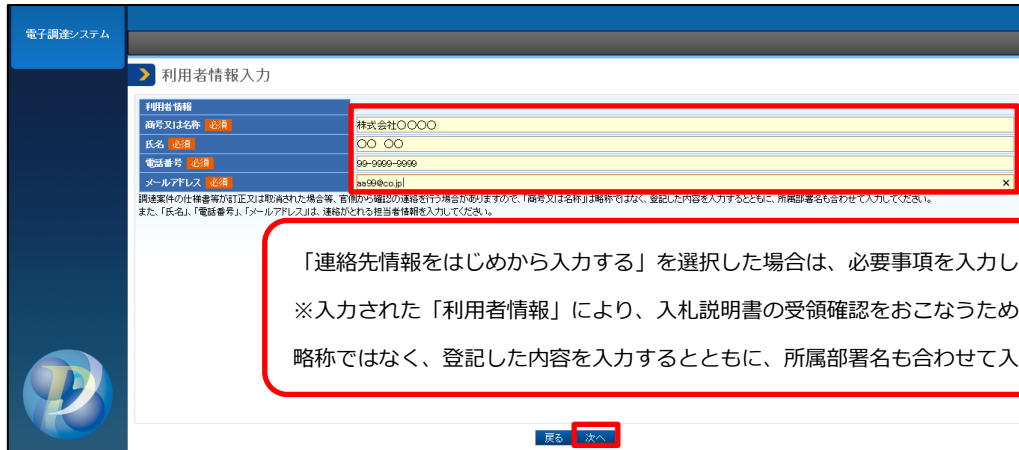 電子調達システム
利用者情報入力
利用者情報
商号又は名称 必須 株式会社〇〇〇〇
氏名 必須 〇〇 〇〇
電話番号 必須 99-9999-9999
メールアドレス 必須 aa99@co.jp ×
調達案件の仕様書等が訂正又は取消された場合等、官側から確認の連絡を行う場合がありますので、「商号又は名称」は略称ではなく、登記した内容を入力するとともに、所属部署名も合わせて入力してください。
また、「氏名」、「電話番号」、「メールアドレス」は、連絡がとれる担当者情報を入力してください。
「連絡先情報をはじめから入力する」を選択した場合は、必要事項を入力し
※入力された「利用者情報」により、入札説明書の受領確認をおこなうため
略称ではなく、登記した内容を入力するとともに、所属部署名も合わせて入
戻る 次へ